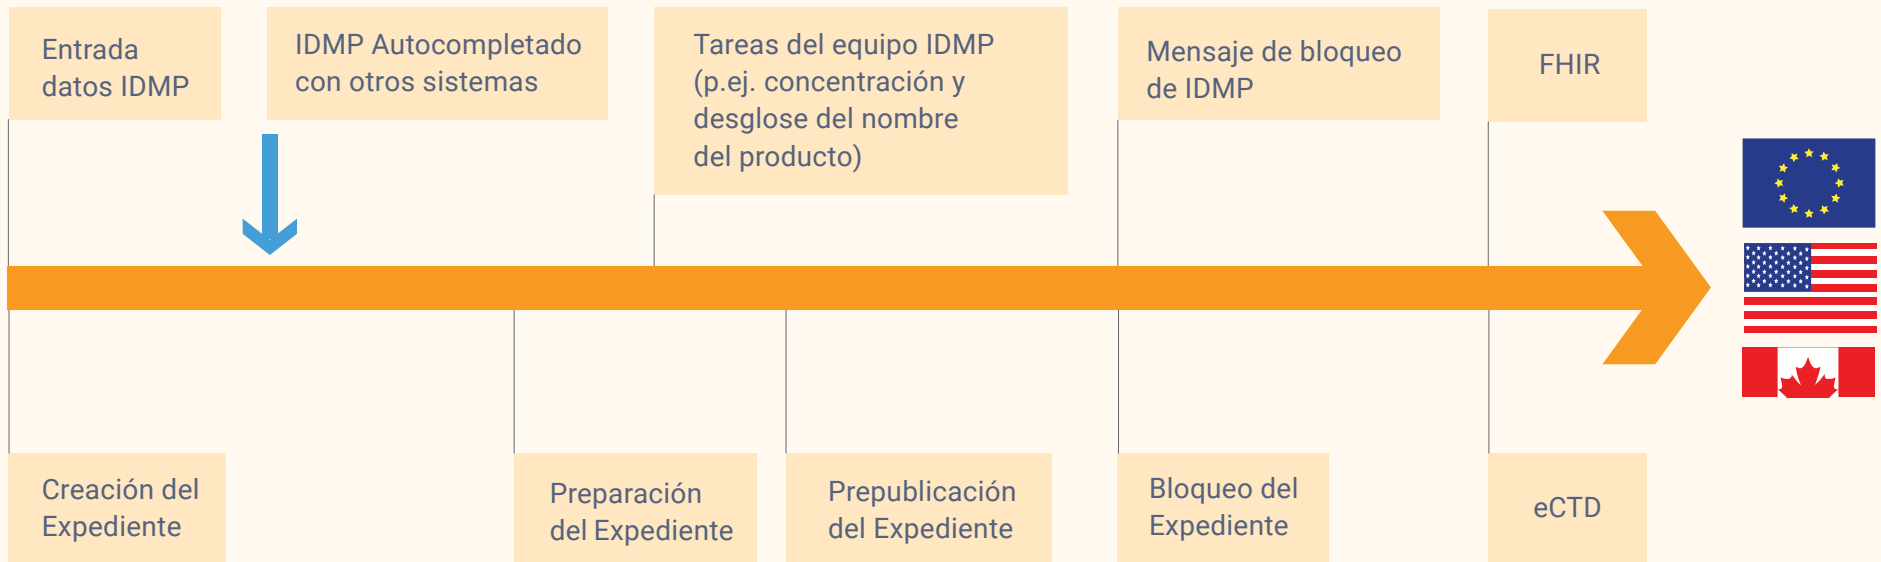 Entrada
datos IDMP
IDMP Autocompletado
con otros sistemas
Tareas del equipo IDMP
(p.ej. concentración y
desglose del nombre
del producto)
Mensaje de bloqueo
de IDMP
FHIR
Creación del
Expediente
Preparación
del Expediente
Prepublicación
del Expediente
Bloqueo del
Expediente
eCTD